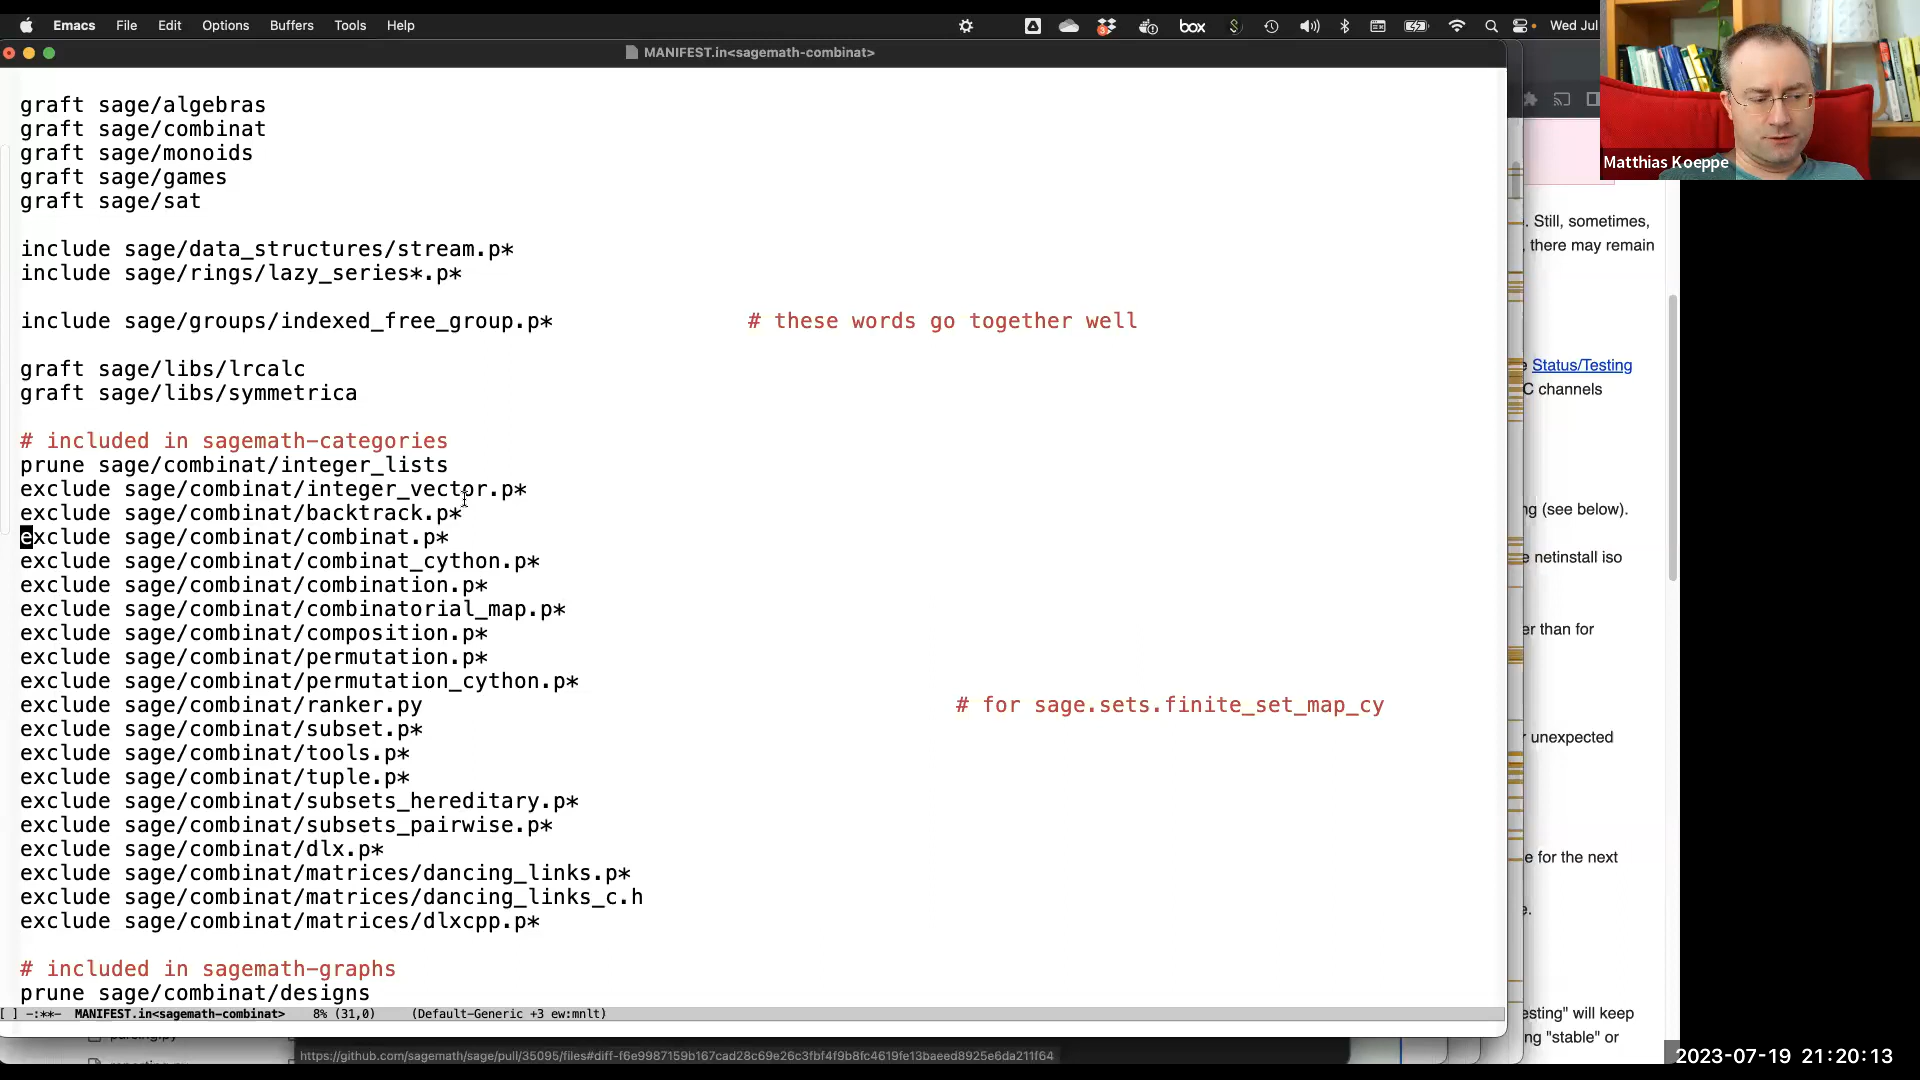 Emacs File Edit Options Buffers Tools Help
box
Wed Jul
MANIFEST.in<sagemath-combinat>
graft sage/algebras
graft sage/combinat
graft sage/monoids
graft sage/games
graft sage/sat
include sage/data_structures/stream.p*
include sage/rings/lazy_series*.p*
include sage/groups/indexed_free_group.p* # these words go together well
graft sage/libs/lrcalc
graft sage/libs/symmetrica
# included in sagemath-categories
prune sage/combinat/integer_lists
exclude sage/combinat/integer_vector.p*
exclude sage/combinat/backtrack.p*
exclude sage/combinat/combinat.p*
exclude sage/combinat/combinat_cython.p*
exclude sage/combinat/combination.p*
exclude sage/combinat/combinatorial_map.p*
exclude sage/combinat/composition.p*
exclude sage/combinat/permutation.p*
exclude sage/combinat/permutation_cython.p*
exclude sage/combinat/ranker.py # for sage.sets.finite_set_map_cy
exclude sage/combinat/subset.p*
exclude sage/combinat/tools.p*
exclude sage/combinat/tuple.p*
exclude sage/combinat/subsets_hereditary.p*
exclude sage/combinat/subsets_pairwise.p*
exclude sage/combinat/dlx.p*
exclude sage/combinat/matrices/dancing_links.p*
exclude sage/combinat/matrices/dancing_links_c.h
exclude sage/combinat/matrices/dlxcpp.p*
# included in sagemath-graphs
prune sage/combinat/designs
[ ] -:**- MANIFEST.in<sagemath-combinat> 8% (31,0) (Default-Generic +3 ew:mnlt)
https://github.com/sagemath/sage/pull/35095/files#diff-f6e9987159b167cad28c69e26c3fbf4f9b8fc4619fe13baeed8925e6da211f64
Matthias Koeppe
. Still, sometimes,
, there may remain
Status/Testing
C channels
ng (see below).
e netinstall iso
er than for
r unexpected
e for the next
e.
esting" will keep
ng "stable" or
2023-07-19 21:20:13